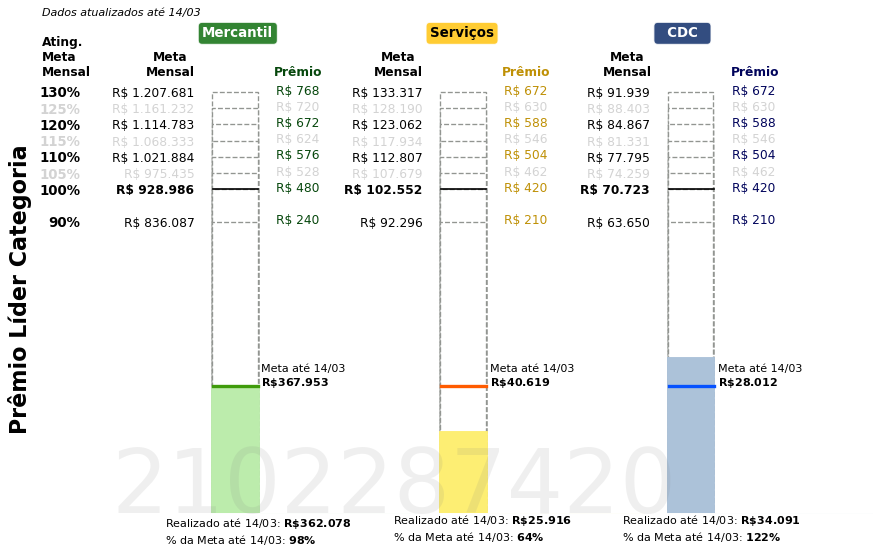 Dados atualizados até 14/03
Mercantil Serviços CDC
Ating. Meta Mensal
Meta Mensal Prêmio Meta Mensal Prêmio Meta Mensal Prêmio
130% R$ 1.207.681 R$ 768 R$ 133.317 R$ 672 R$ 91.939 R$ 672
125% R$ 1.161.232 R$ 720 R$ 128.190 R$ 630 R$ 88.403 R$ 630
120% R$ 1.114.783 R$ 672 R$ 123.062 R$ 588 R$ 84.867 R$ 588
115% R$ 1.068.333 R$ 624 R$ 117.934 R$ 546 R$ 81.331 R$ 546
110% R$ 1.021.884 R$ 576 R$ 112.807 R$ 504 R$ 77.795 R$ 504
105% R$ 975.435 R$ 528 R$ 107.679 R$ 462 R$ 74.259 R$ 462
100% R$ 928.986 R$ 480 R$ 102.552 R$ 420 R$ 70.723 R$ 420
90% R$ 836.087 R$ 240 R$ 92.296 R$ 210 R$ 63.650 R$ 210
Prêmio Líder Categoria
Meta até 14/03 Meta até 14/03 Meta até 14/03
R$367.953 R$40.619 R$28.012
2102287420
Realizado até 14/03: R$362.078 Realizado até 14/03: R$25.916 Realizado até 14/03: R$34.091
% da Meta até 14/03: 98% % da Meta até 14/03: 64% % da Meta até 14/03: 122%